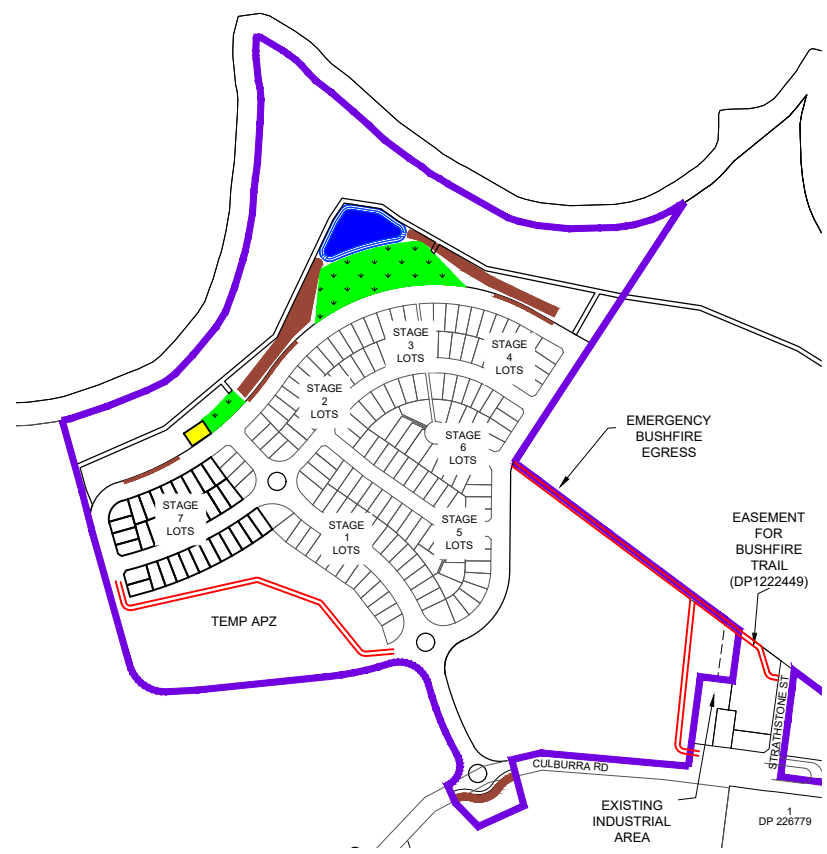 STAGE
3
LOTS
STAGE
4
LOTS
STAGE
2
LOTS
STAGE
6
LOTS
EMERGENCY
BUSHFIRE
EGRESS
STAGE
7
LOTS
STAGE
1
LOTS
STAGE
5
LOTS
EASEMENT
FOR
BUSHFIRE
TRAIL
(DP1222449)
TEMP APZ
STRATHSTONE ST
CULBURRA RD
EXISTING
INDUSTRIAL
AREA
1
DP 226779